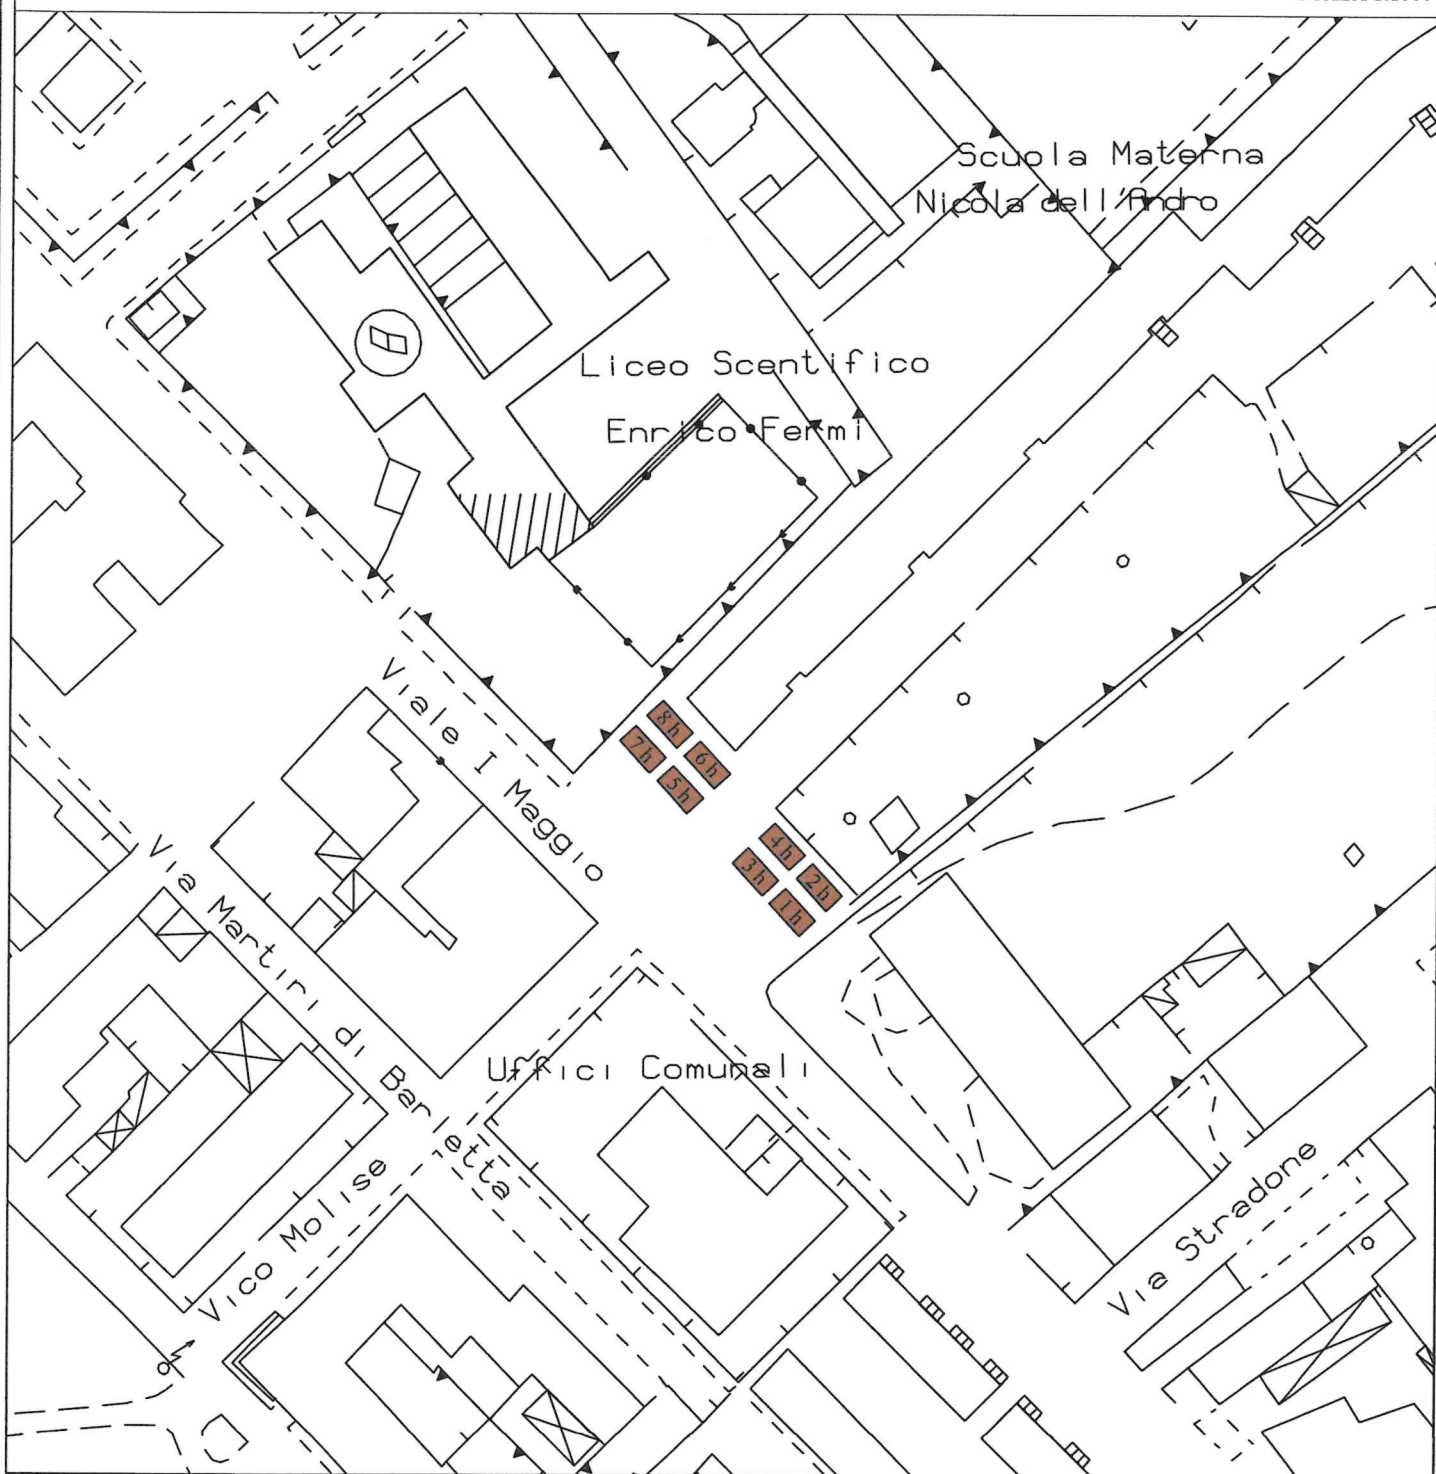 Scuola Materna
Nicola dell'Andro
Liceo Scentifico
Enrico Fermi
Viale I Maggio
8h
7h
6h
5h
4h
3h
2h
1h
Via Martiri di Barletta
Uffici Comunali
Vico Molise
Via Stradone